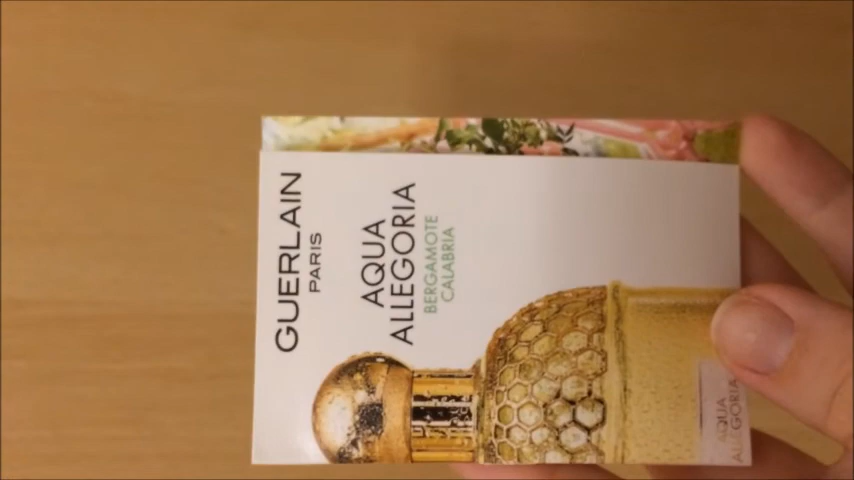 GUERLAIN
PARIS
AQUA
ALLEGORIA
BERGAMOTE
CALABRIA
AQUA
ALLEGORIA